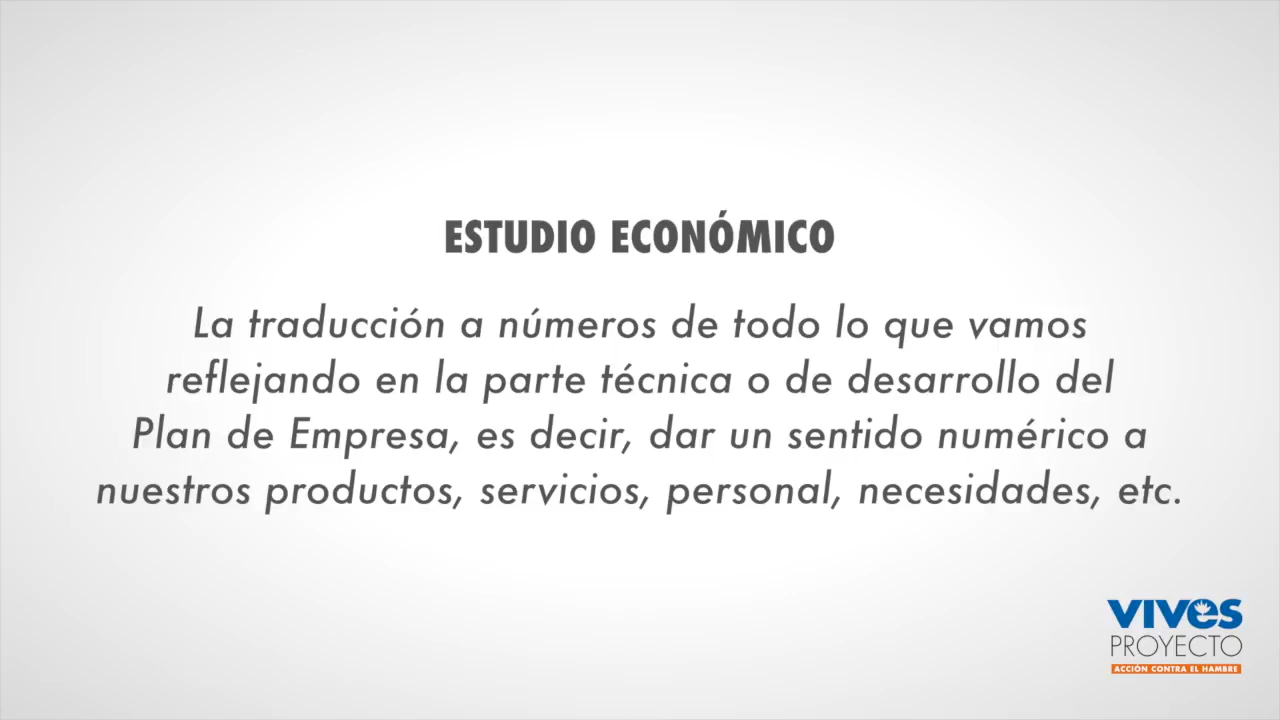 ESTUDIO ECONÓMICO
La traducción a números de todo lo que vamos
reflejando en la parte técnica o de desarrollo del
Plan de Empresa, es decir, dar un sentido numérico a
nuestros productos, servicios, personal, necesidades, etc.
VIVES
PROYECTO
ACCIÓN CONTRA EL HAMBRE